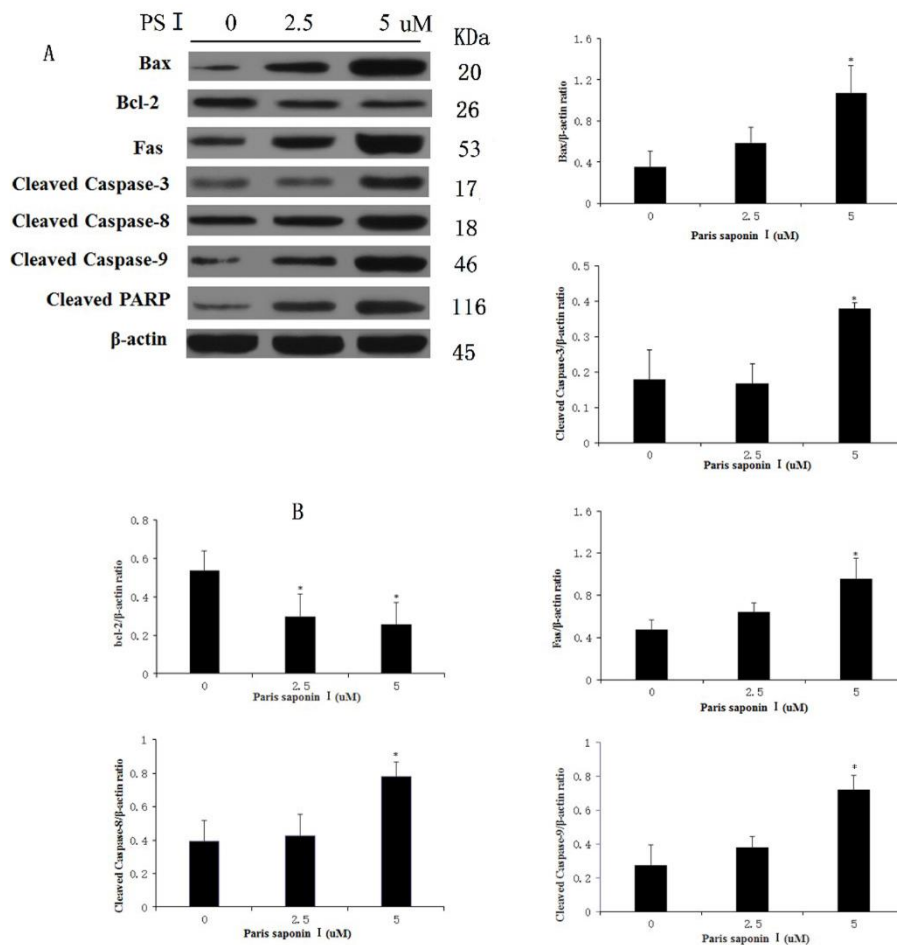 PS I 0 2.5 5 uM
KDa
A
Bax 20
Bcl-2 26
Fas 53
Cleaved Caspase-3 17
Cleaved Caspase-8 18
Cleaved Caspase-9 46
Cleaved PARP 116
β-actin 45
Bax/β-actin ratio
1.6
1.2
0.8
0.4
0
0 2.5 5
Paris saponin I (uM)
*
Cleaved Caspase-3/β-actin ratio
0.5
0.4
0.3
0.2
0.1
0
0 2.5 5
Paris saponin I (uM)
*
B
bcl-2/β-actin ratio
0.8
0.6
0.4
0.2
0
0 2.5 5
Paris saponin I (uM)
* *
Fas/β-actin ratio
1.6
1.2
0.8
0.4
0
0 2.5 5
Paris saponin I (uM)
*
Cleaved Caspase-8/β-actin ratio
1
0.8
0.6
0.4
0.2
0
0 2.5 5
Paris saponin I (uM)
*
Cleaved Caspase-9/β-actin ratio
1
0.8
0.6
0.4
0.2
0
0 2.5 5
Paris saponin I (uM)
*